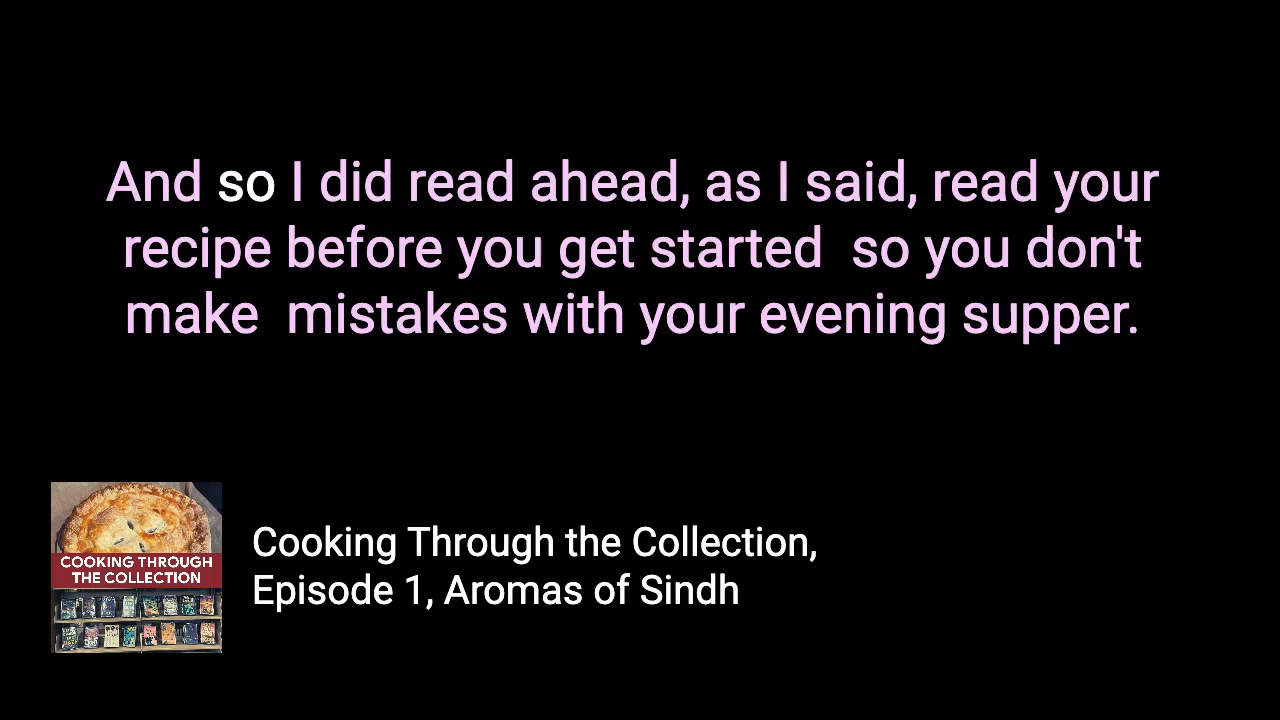 And so I did read ahead, as I said, read your
recipe before you get started  so you don't
make  mistakes with your evening supper.
COOKING THROUGH
THE COLLECTION
Cooking Through the Collection,
Episode 1, Aromas of Sindh